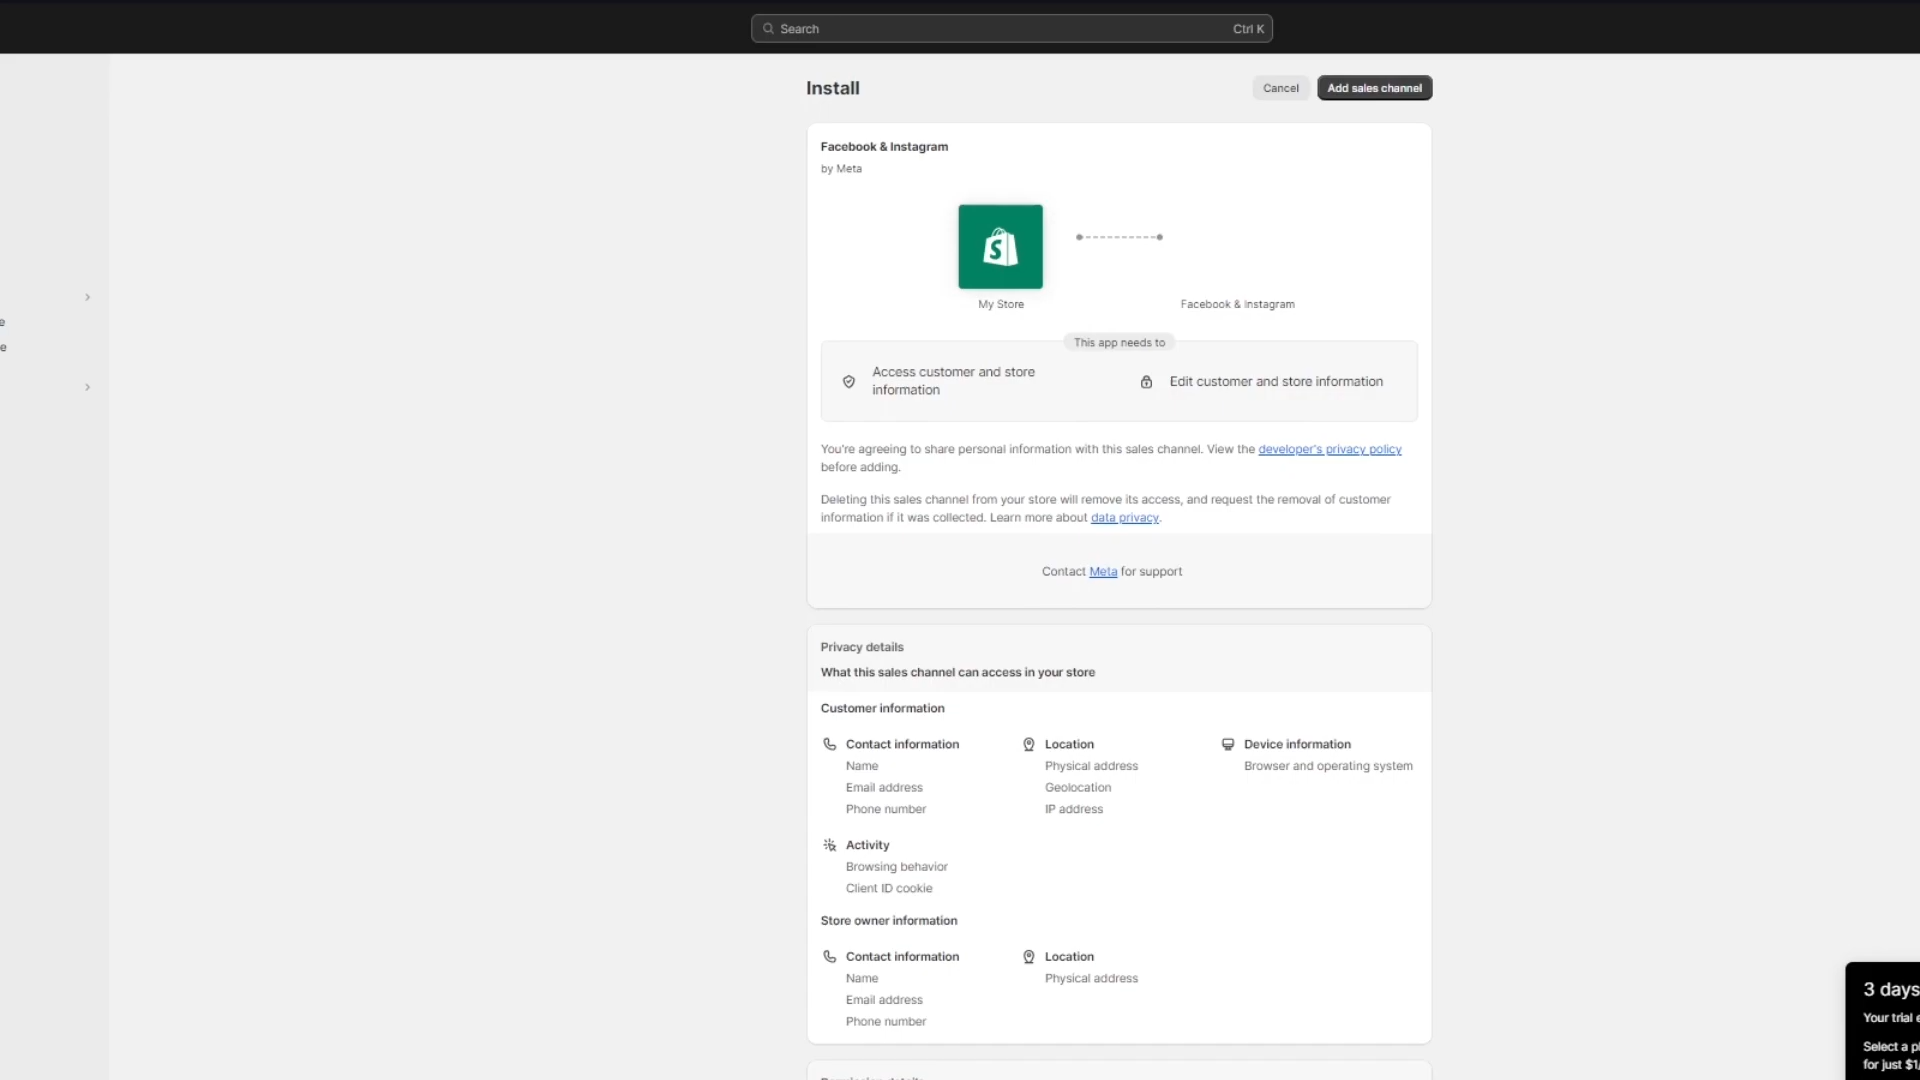 Search
Ctrl K
Install
Cancel
Add sales channel
Facebook & Instagram
by Meta
My Store
Facebook & Instagram
This app needs to
Access customer and store
information
Edit customer and store information
You're agreeing to share personal information with this sales channel. View the developer's privacy policy
before adding.
Deleting this sales channel from your store will remove its access, and request the removal of customer
information if it was collected. Learn more about data privacy.
Contact Meta for support
Privacy details
What this sales channel can access in your store
Customer information
Contact information
Name
Email address
Phone number
Location
Physical address
Geolocation
IP address
Device information
Browser and operating system
Activity
Browsing behavior
Client ID cookie
Store owner information
Contact information
Name
Email address
Phone number
Location
Physical address
3 days
Your trial
Select a
for just $1